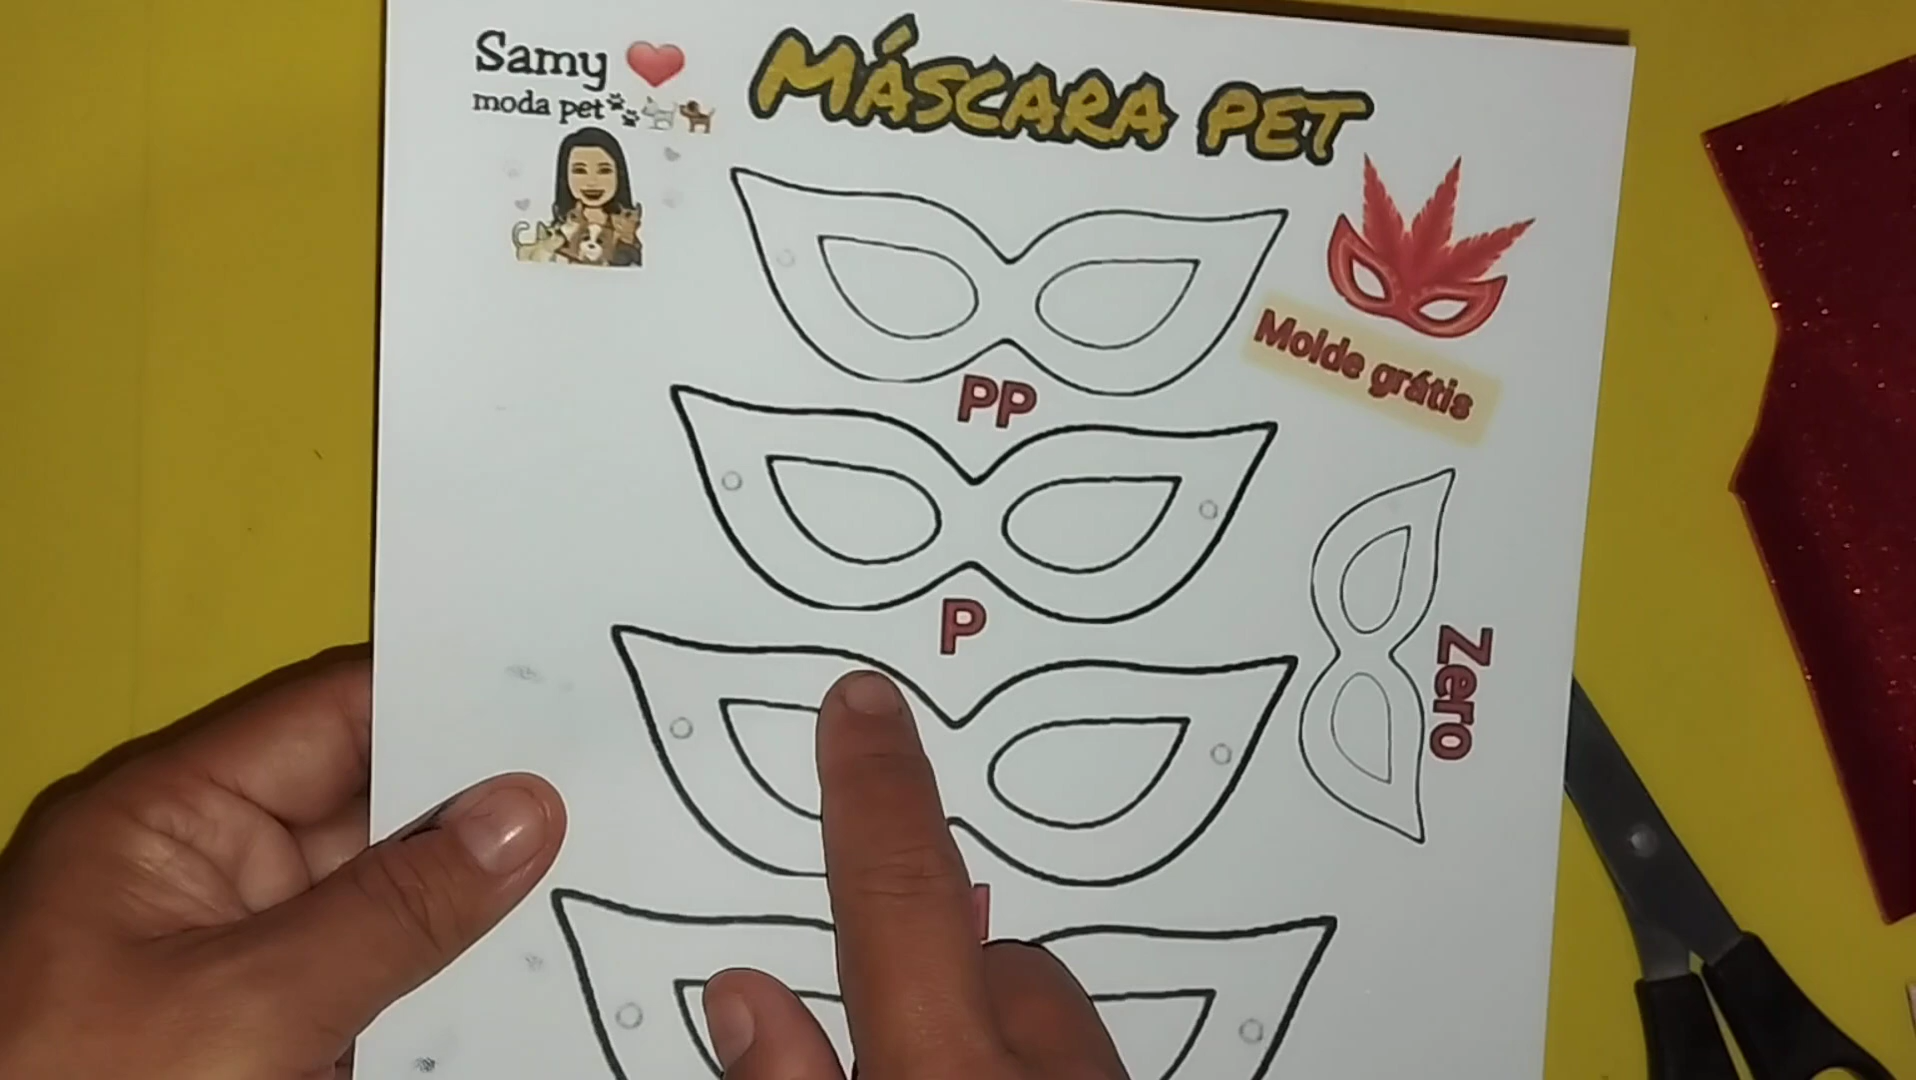 Samy
moda pet
MÁSCARA PET
Molde grátis
PP
P
Zero